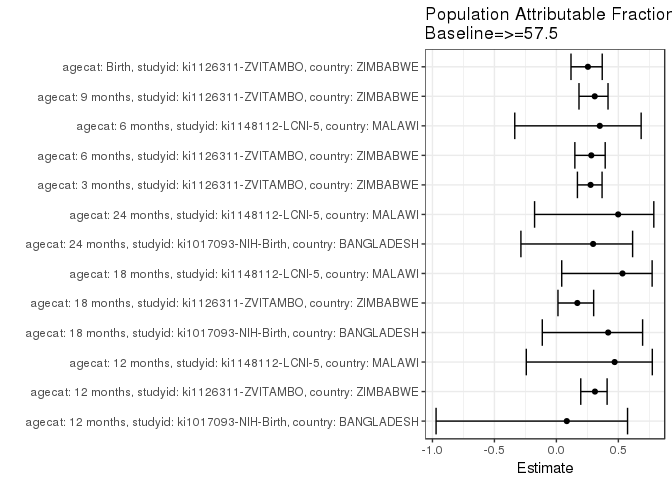 Population Attributable Fraction
Baseline=>=57.5
agecat: Birth, studyid: ki1126311-ZVITAMBO, country: ZIMBABWE
agecat: 9 months, studyid: ki1126311-ZVITAMBO, country: ZIMBABWE
agecat: 6 months, studyid: ki1148112-LCNI-5, country: MALAWI
agecat: 6 months, studyid: ki1126311-ZVITAMBO, country: ZIMBABWE
agecat: 3 months, studyid: ki1126311-ZVITAMBO, country: ZIMBABWE
agecat: 24 months, studyid: ki1148112-LCNI-5, country: MALAWI
agecat: 24 months, studyid: ki1017093-NIH-Birth, country: BANGLADESH
agecat: 18 months, studyid: ki1148112-LCNI-5, country: MALAWI
agecat: 18 months, studyid: ki1126311-ZVITAMBO, country: ZIMBABWE
agecat: 18 months, studyid: ki1017093-NIH-Birth, country: BANGLADESH
agecat: 12 months, studyid: ki1148112-LCNI-5, country: MALAWI
agecat: 12 months, studyid: ki1126311-ZVITAMBO, country: ZIMBABWE
agecat: 12 months, studyid: ki1017093-NIH-Birth, country: BANGLADESH
-1.0 -0.5 0.0 0.5
Estimate